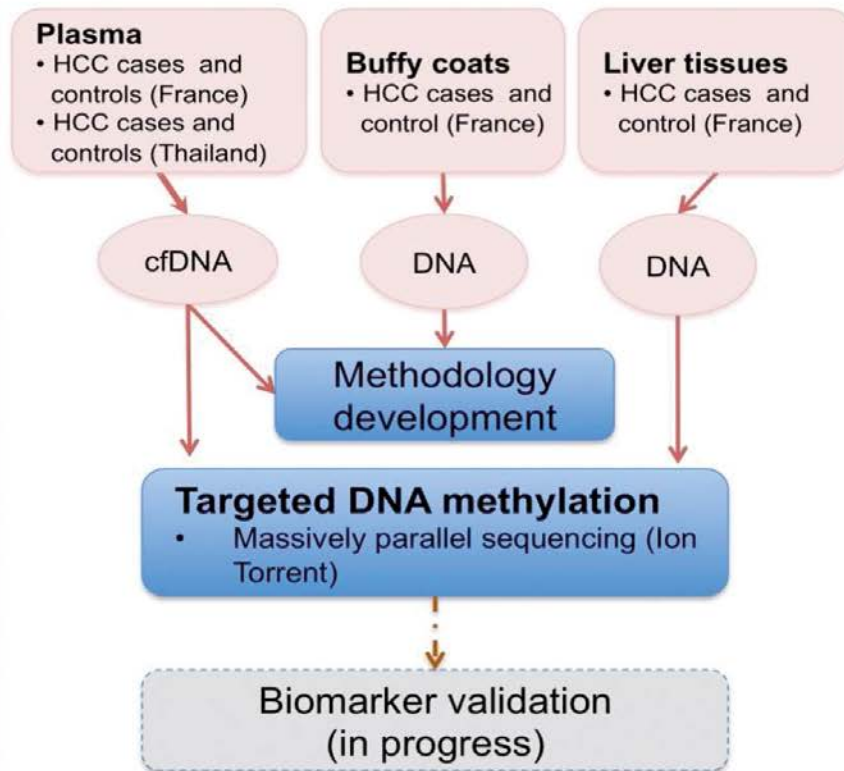 Plasma
• HCC cases and
controls (France)
• HCC cases and
controls (Thailand)
Buffy coats
• HCC cases and
control (France)
Liver tissues
• HCC cases and
control (France)
cfDNA
DNA
DNA
Methodology
development
Targeted DNA methylation
• Massively parallel sequencing (Ion
Torrent)
Biomarker validation
(in progress)